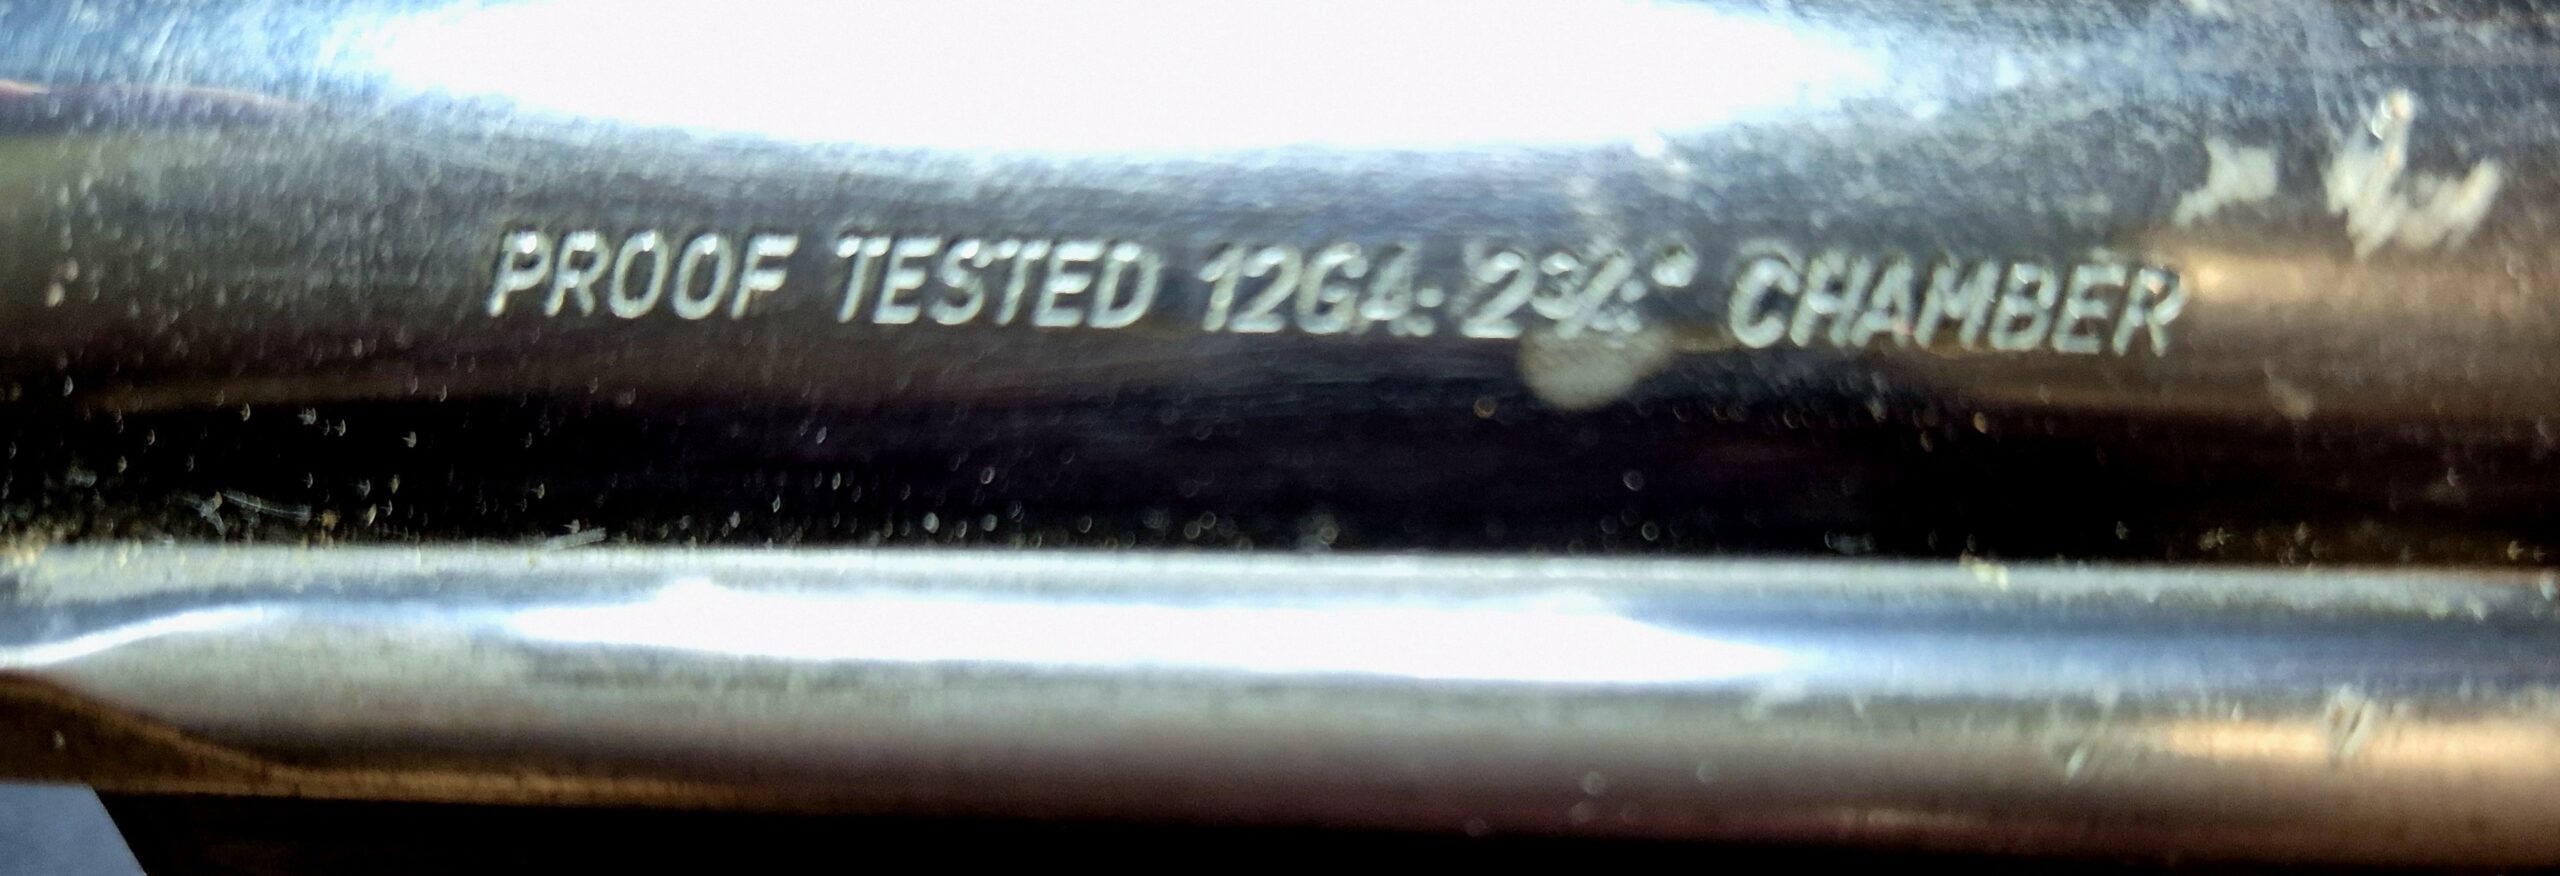 PROOF TESTED 12GA.-2¾" CHAMBER